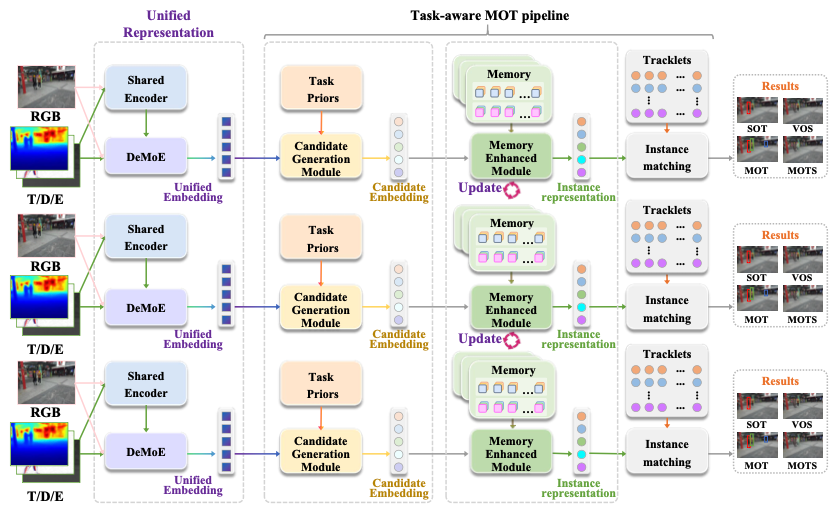 Unified
Representation
Task-aware MOT pipeline
RGB
T/D/E
Shared
Encoder
DeMoE
Unified
Embedding
Task
Priors
Candidate
Generation
Module
Candidate
Embedding
Memory
...
...
Memory
Enhanced
Module
Update
Instance
representation
Tracklets
...
...
...
Instance
matching
Results
SOT VOS
MOT MOTS
RGB
T/D/E
Shared
Encoder
DeMoE
Unified
Embedding
Task
Priors
Candidate
Generation
Module
Candidate
Embedding
Memory
...
...
Memory
Enhanced
Module
Update
Instance
representation
Tracklets
...
...
...
Instance
matching
Results
SOT VOS
MOT MOTS
RGB
T/D/E
Shared
Encoder
DeMoE
Unified
Embedding
Task
Priors
Candidate
Generation
Module
Candidate
Embedding
Memory
...
...
Memory
Enhanced
Module
Instance
representation
Tracklets
...
...
...
Instance
matching
Results
SOT VOS
MOT MOTS